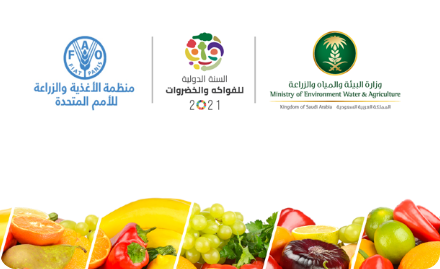 FAO
FIAT PANIS
منظمة الأغذية والزراعة
للأمم المتحدة
السنة الدولية
للفواكه والخضروات
2021
وزارة البيئة والمياه والزراعة
Ministry of Environment Water & Agriculture
Kingdom of Saudi Arabia المملكة العربية السعودية